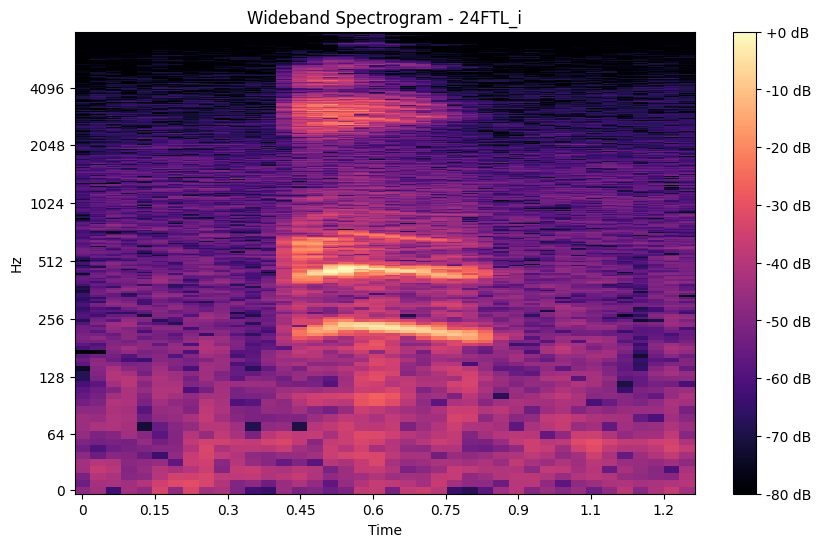 Wideband Spectrogram - 24FTL_i
Hz
4096
2048
1024
512
256
128
64
0
0 0.15 0.3 0.45 0.6 0.75 0.9 1.1 1.2
Time
+0 dB
-10 dB
-20 dB
-30 dB
-40 dB
-50 dB
-60 dB
-70 dB
-80 dB